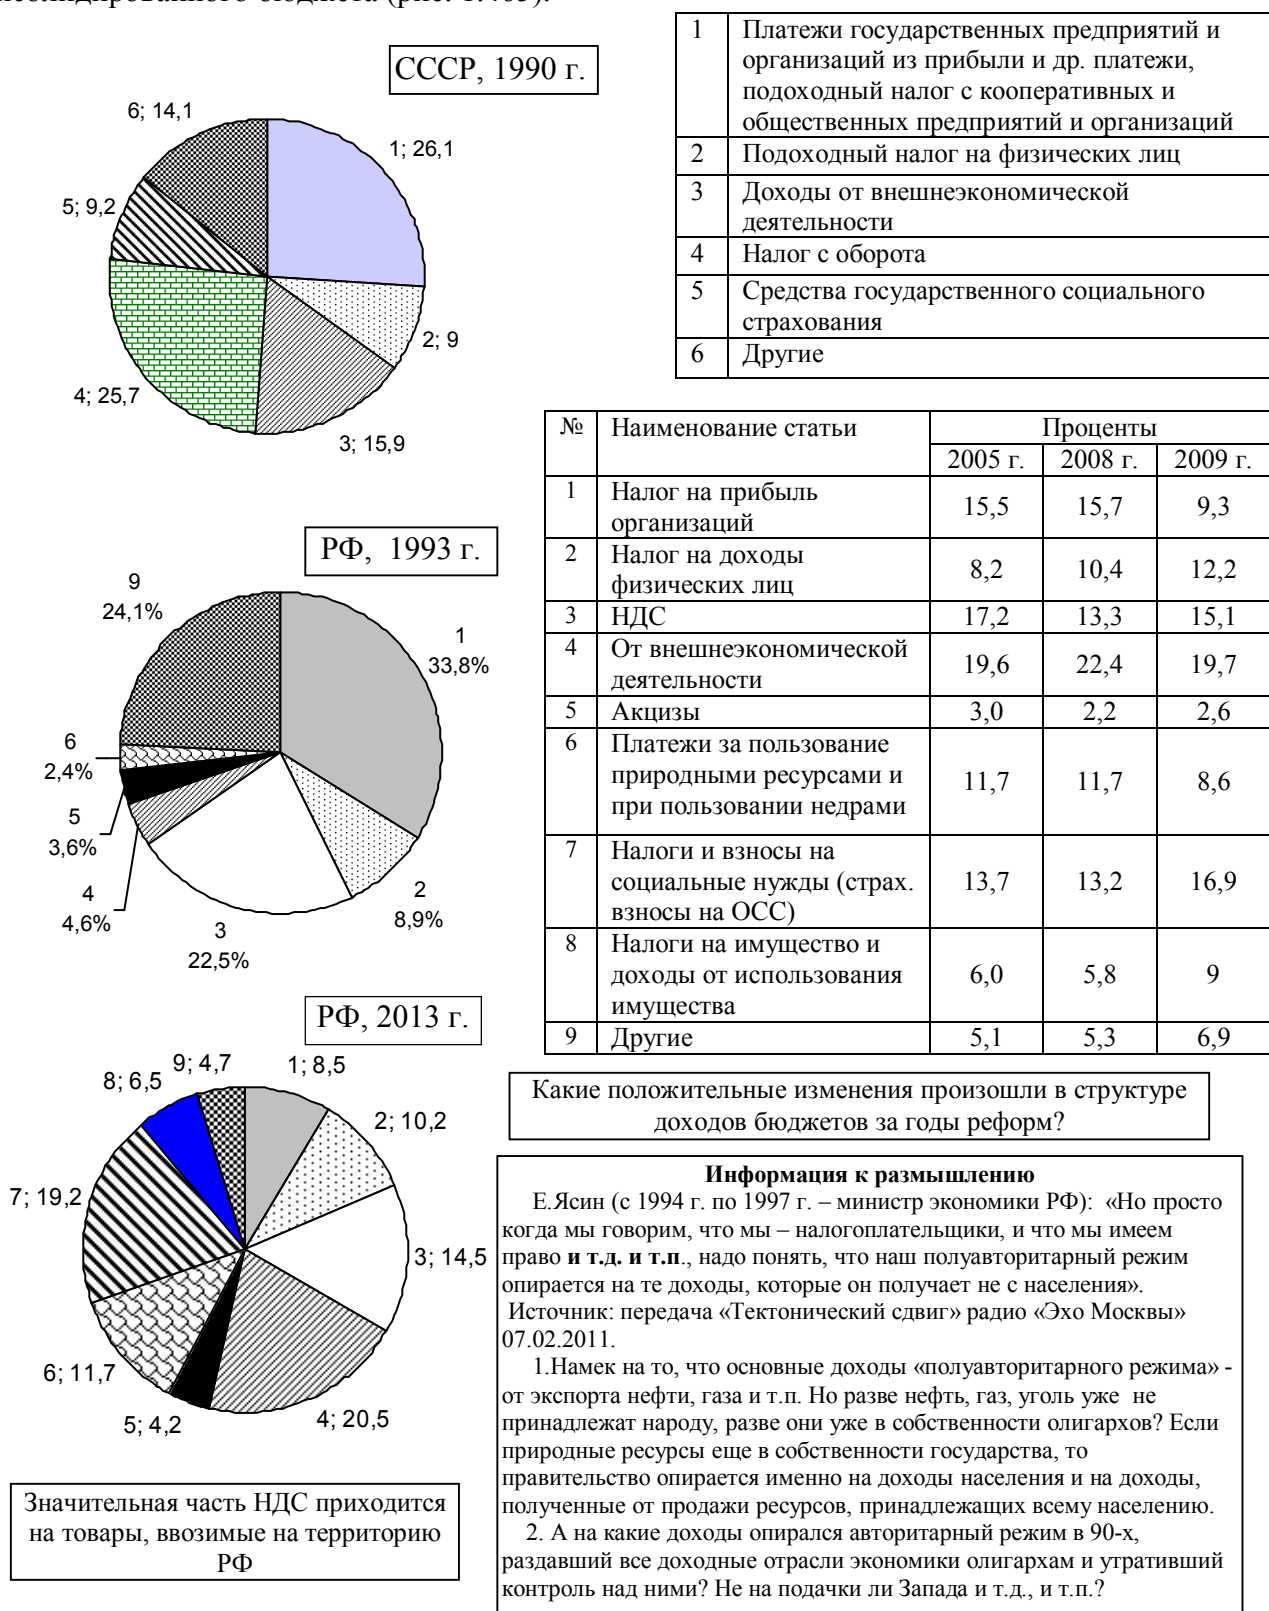 консолидированного бюджета (рис. 1.405).
СССР, 1990 г.
6; 14,1
1; 26,1
5; 9,2
2; 9
4; 25,7
3; 15,9
1 Платежи государственных предприятий и
организаций из прибыли и др. платежи,
подоходный налог с кооперативных и
общественных предприятий и организаций
2 Подоходный налог на физических лиц
3 Доходы от внешнеэкономической
деятельности
4 Налог с оборота
5 Средства государственного социального
страхования
6 Другие
№ Наименование статьи Проценты
2005 г. 2008 г. 2009 г.
1 Налог на прибыль
организаций 15,5 15,7 9,3
2 Налог на доходы
физических лиц 8,2 10,4 12,2
3 НДС 17,2 13,3 15,1
4 От внешнеэкономической
деятельности 19,6 22,4 19,7
5 Акцизы 3,0 2,2 2,6
6 Платежи за пользование
природными ресурсами и
при пользовании недрами 11,7 11,7 8,6
7 Налоги и взносы на
социальные нужды (страх.
взносы на ОСС) 13,7 13,2 16,9
8 Налоги на имущество и
доходы от использования
имущества 6,0 5,8 9
9 Другие 5,1 5,3 6,9
РФ, 1993 г.
9
24,1%
1
33,8%
6
2,4%
5
3,6%
4
4,6%
3
22,5%
2
8,9%
РФ, 2013 г.
9; 4,7
1; 8,5
8; 6,5
2; 10,2
7; 19,2
3; 14,5
6; 11,7
5; 4,2
4; 20,5
Значительная часть НДС приходится
на товары, ввозимые на территорию
РФ
Какие положительные изменения произошли в структуре
доходов бюджетов за годы реформ?
Информация к размышлению
Е.Ясин (с 1994 г. по 1997 г. – министр экономики РФ): «Но просто
когда мы говорим, что мы – налогоплательщики, и что мы имеем
право и т.д. и т.п., надо понять, что наш полуавторитарный режим
опирается на те доходы, которые он получает не с населения».
Источник: передача «Тектонический сдвиг» радио «Эхо Москвы»
07.02.2011.
1.Намек на то, что основные доходы «полуавторитарного режима» -
от экспорта нефти, газа и т.п. Но разве нефть, газ, уголь уже не
принадлежат народу, разве они уже в собственности олигархов? Если
природные ресурсы еще в собственности государства, то
правительство опирается именно на доходы населения и на доходы,
полученные от продажи ресурсов, принадлежащих всему населению.
2. А на какие доходы опирался авторитарный режим в 90-х,
раздавший все доходные отрасли экономики олигархам и утративший
контроль над ними? Не на подачки ли Запада и т.д., и т.п.?